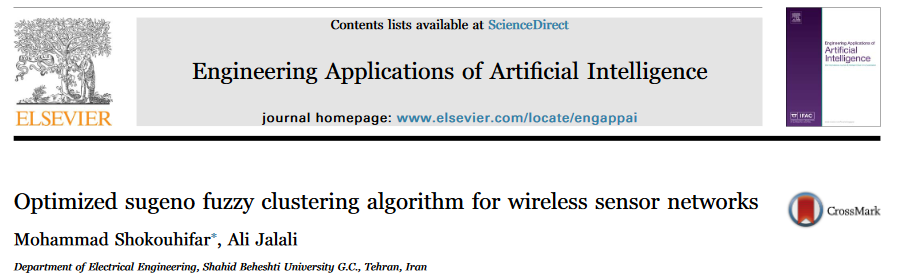 Contents lists available at ScienceDirect
Engineering Applications of Artificial Intelligence
journal homepage: www.elsevier.com/locate/engappai
ELSEVIER
Engineering Applications of
Artificial
Intelligence
IFAC
Optimized sugeno fuzzy clustering algorithm for wireless sensor networks
CrossMark
Mohammad Shokouhifar*, Ali Jalali
Department of Electrical Engineering, Shahid Beheshti University G.C., Tehran, Iran